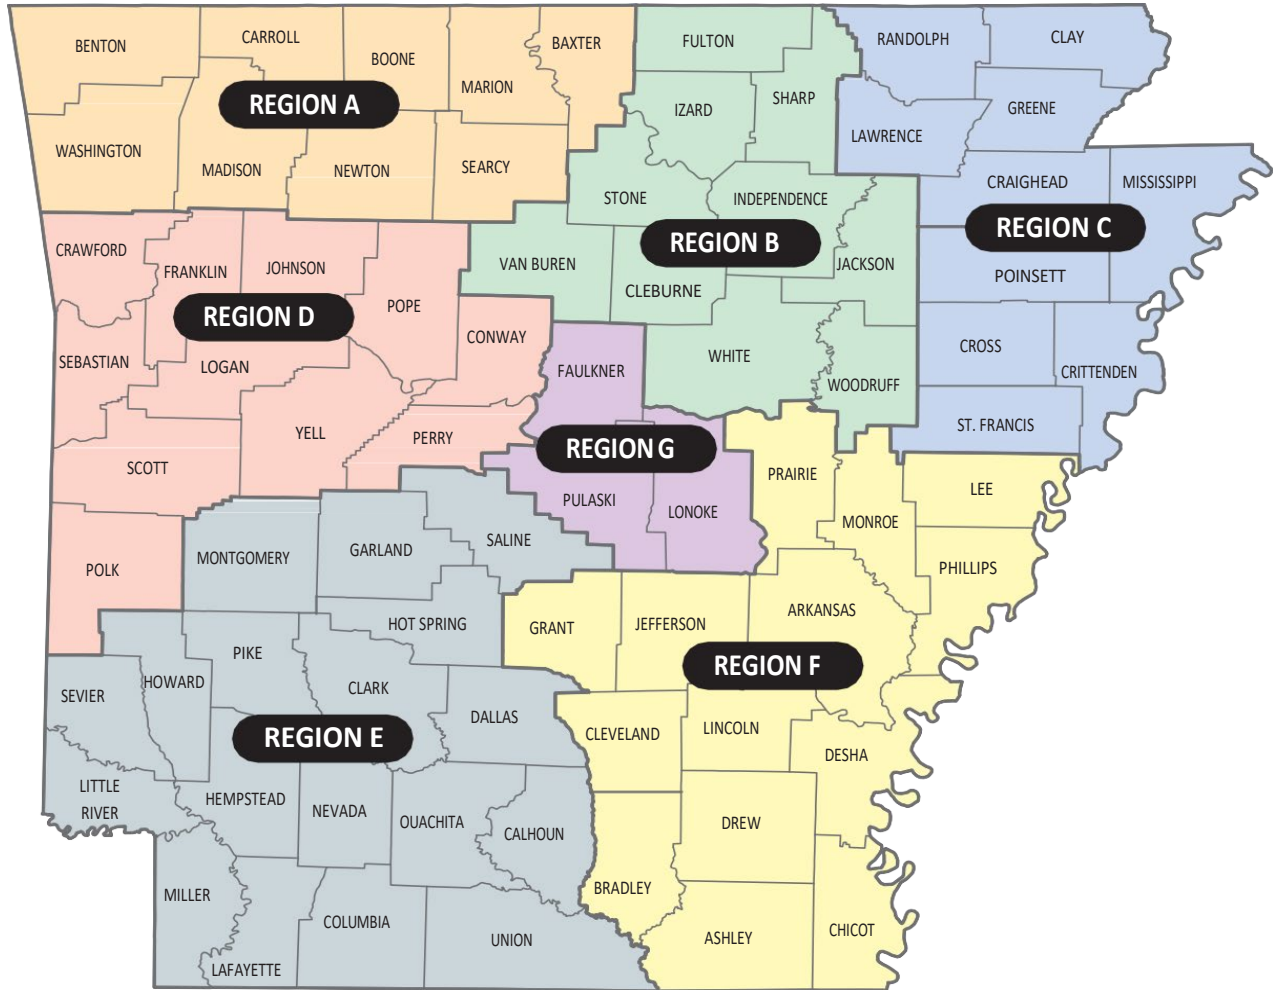 BENTON
CARROLL
BOONE
MARION
BAXTER
REGION A
WASHINGTON
MADISON
NEWTON
SEARCY
FULTON
IZARD
SHARP
STONE
INDEPENDENCE
REGION B
VAN BUREN
CLEBURNE
JACKSON
WHITE
WOODRUFF
RANDOLPH
CLAY
GREENE
LAWRENCE
CRAIGHEAD
MISSISSIPPI
REGION C
POINSETT
CROSS
CRITTENDEN
ST. FRANCIS
CRAWFORD
FRANKLIN
JOHNSON
POPE
REGION D
CONWAY
SEBASTIAN
LOGAN
YELL
PERRY
SCOTT
POLK
FAULKNER
REGION G
PULASKI
LONOKE
MONTGOMERY
GARLAND
SALINE
HOT SPRING
PIKE
CLARK
SEVIER
HOWARD
DALLAS
REGION E
LITTLE
RIVER
HEMPSTEAD
NEVADA
OUACHITA
CALHOUN
MILLER
COLUMBIA
UNION
LAFAYETTE
PRAIRIE
LEE
MONROE
PHILLIPS
ARKANSAS
GRANT
JEFFERSON
REGION F
CLEVELAND
LINCOLN
DESHA
DREW
BRADLEY
ASHLEY
CHICOT